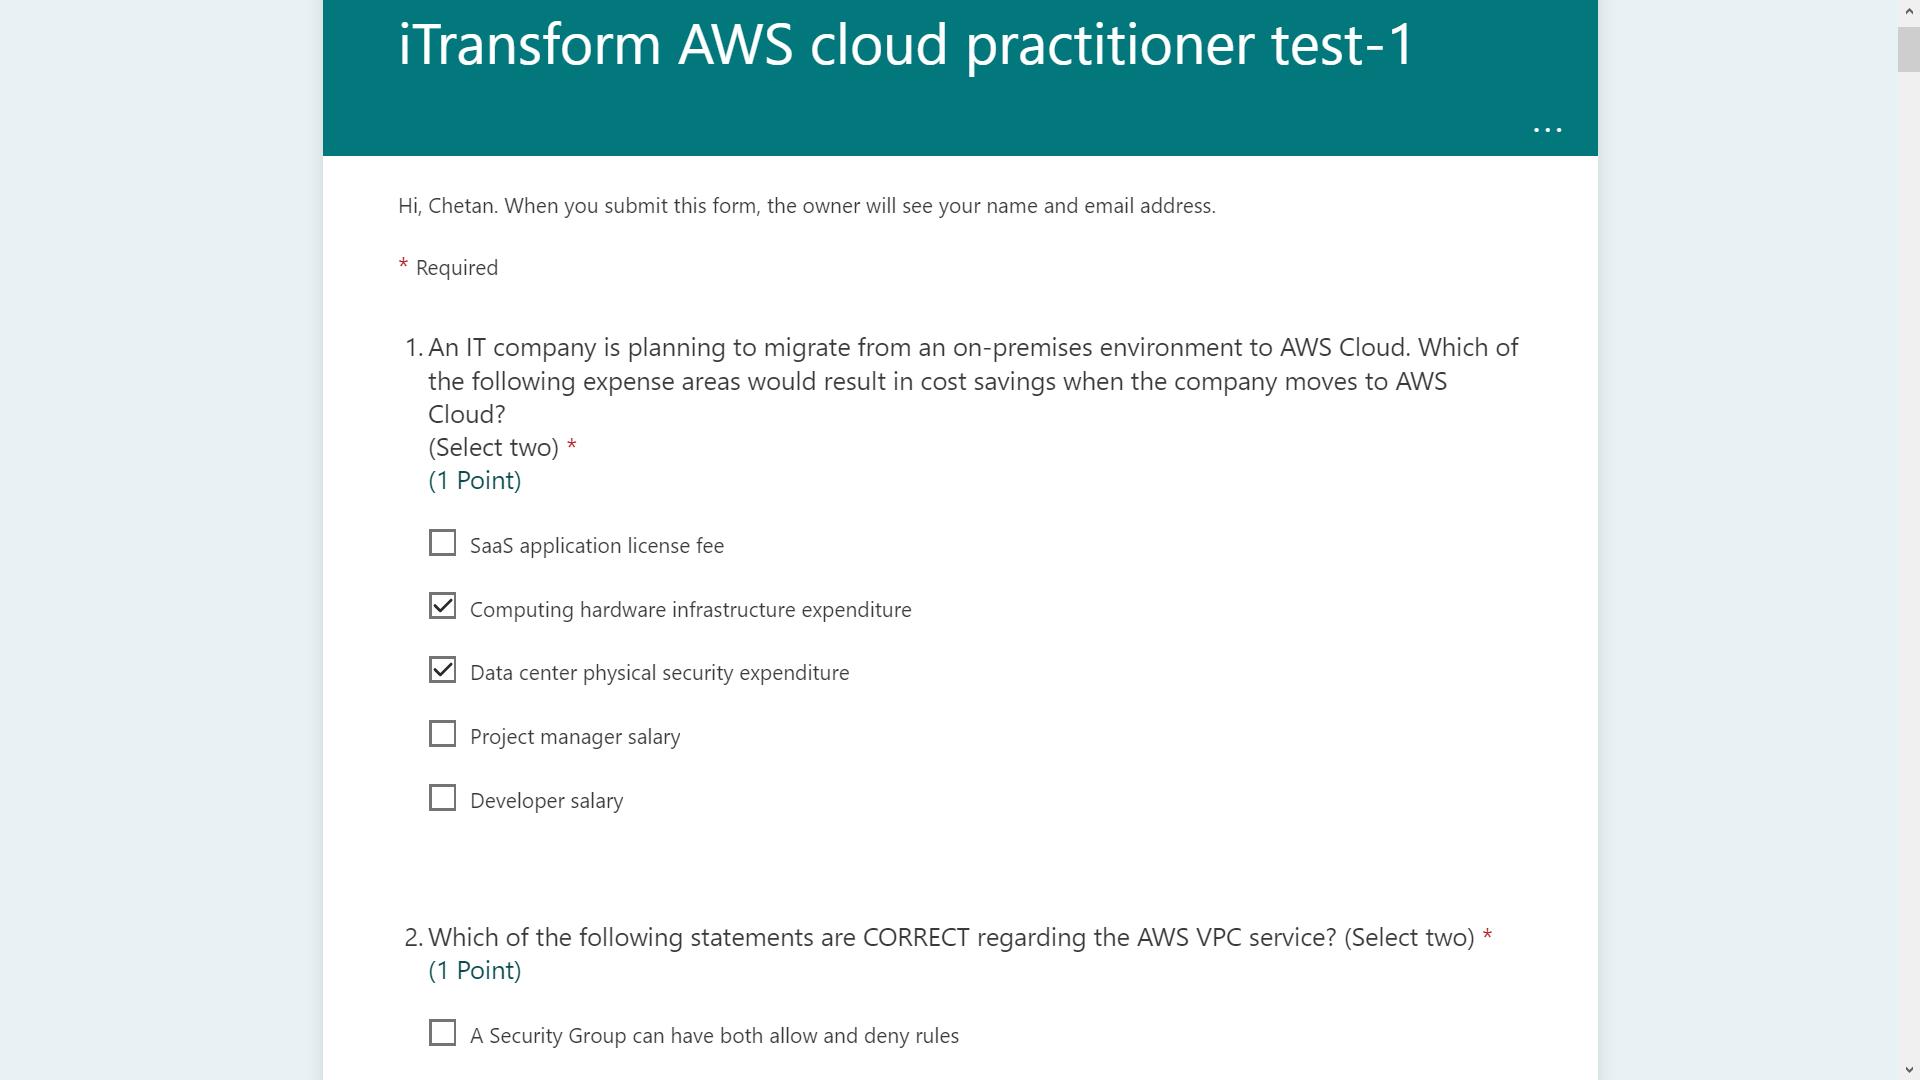 iTransform AWS cloud practitioner test-1
...
Hi, Chetan. When you submit this form, the owner will see your name and email address.
* Required
1. An IT company is planning to migrate from an on-premises environment to AWS Cloud. Which of
the following expense areas would result in cost savings when the company moves to AWS
Cloud?
(Select two) *
(1 Point)
SaaS application license fee
Computing hardware infrastructure expenditure
Data center physical security expenditure
Project manager salary
Developer salary
2. Which of the following statements are CORRECT regarding the AWS VPC service? (Select two) *
(1 Point)
A Security Group can have both allow and deny rules